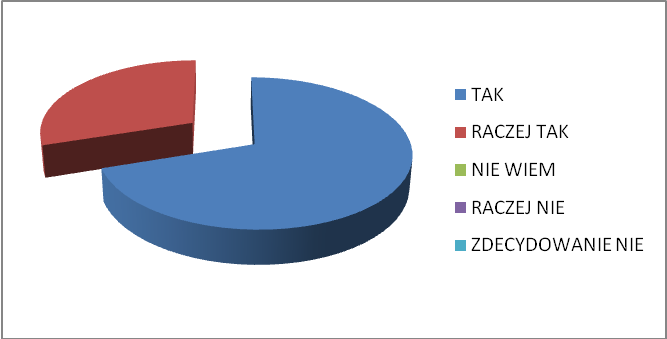 TAK
RACZEJ TAK
NIE WIEM
RACZEJ NIE
ZDECYDOWANIE NIE